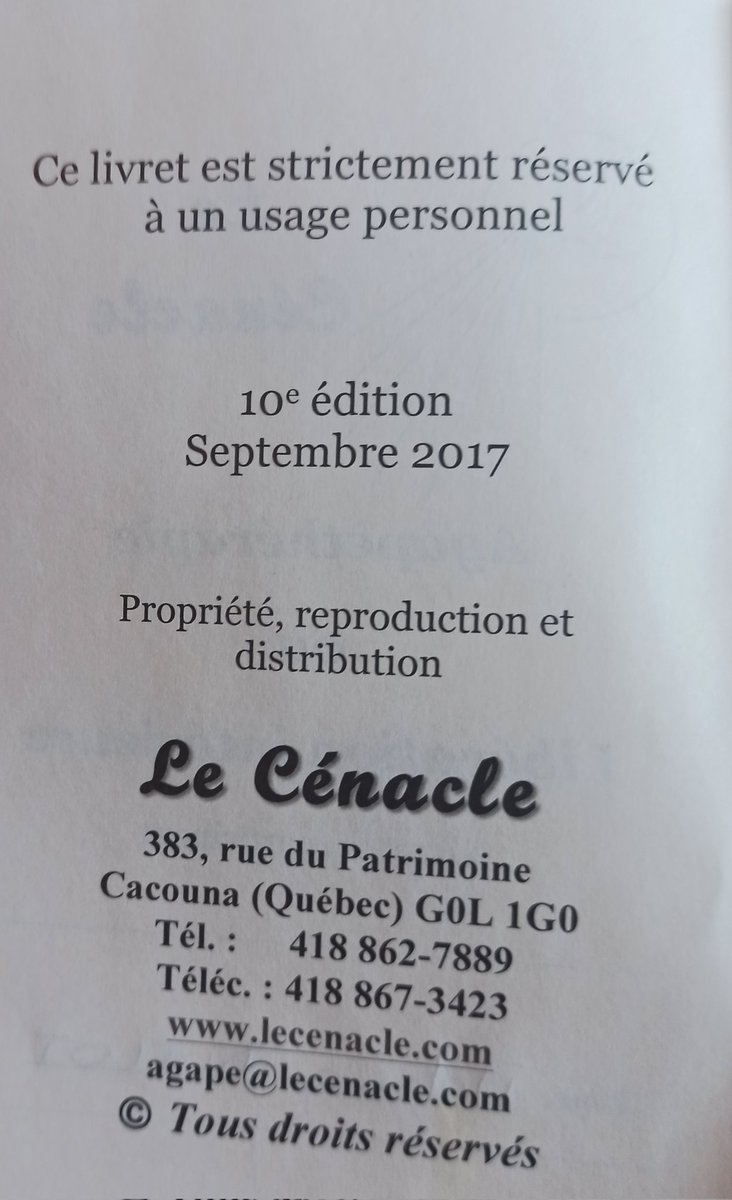 Ce livret est strictement réservé
à un usage personnel
10e édition
Septembre 2017
Propriété, reproduction et
distribution
Le Cénacle
383, rue du Patrimoine
Cacouna (Québec) G0L 1G0
Tél. : 418 862-7889
Téléc. : 418 867-3423
www.lecenacle.com
agape@lecenacle.com
© Tous droits réservés